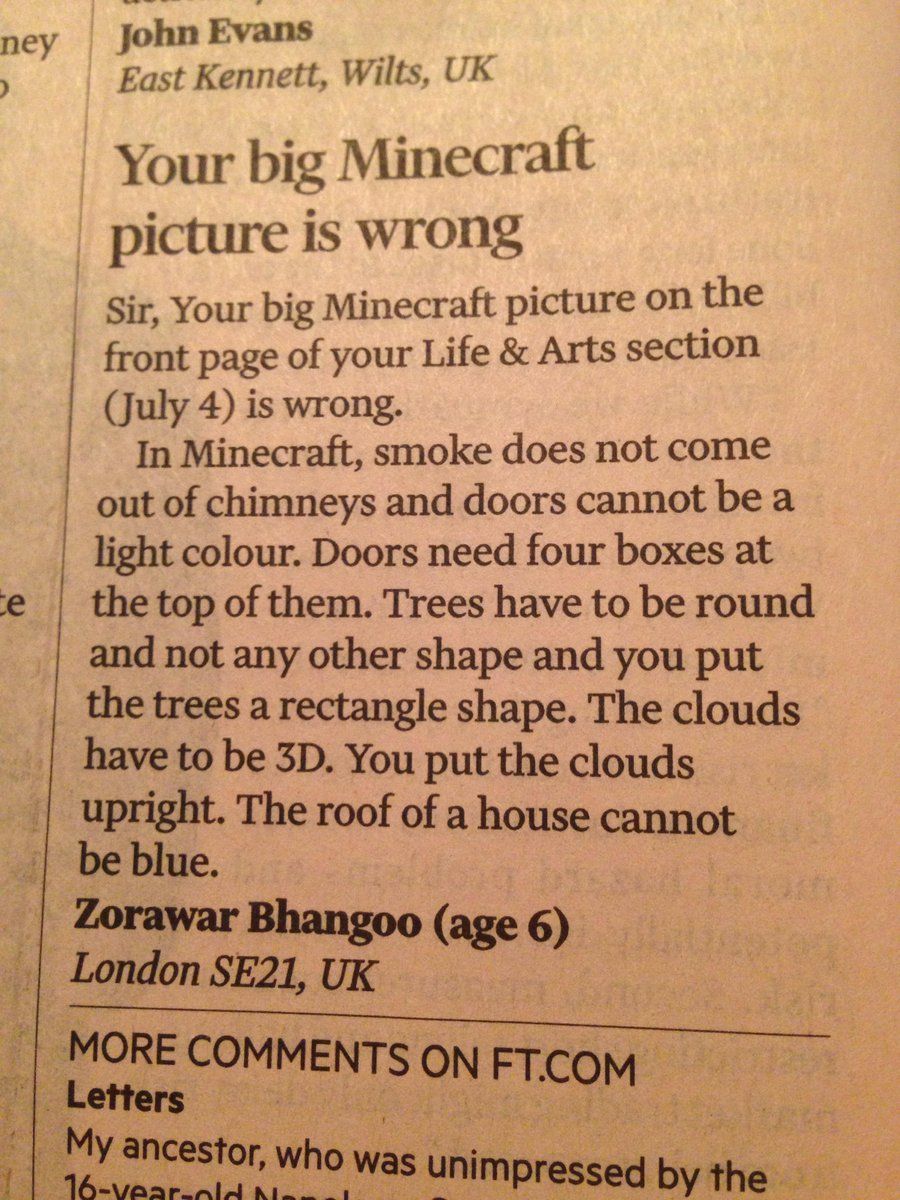 ney
John Evans
East Kennett, Wilts, UK
Your big Minecraft
picture is wrong
Sir, Your big Minecraft picture on the
front page of your Life & Arts section
(July 4) is wrong.
In Minecraft, smoke does not come
out of chimneys and doors cannot be a
light colour. Doors need four boxes at
the top of them. Trees have to be round
and not any other shape and you put
the trees a rectangle shape. The clouds
have to be 3D. You put the clouds
upright. The roof of a house cannot
be blue.
Zorawar Bhangoo (age 6)
London SE21, UK
MORE COMMENTS ON FT.COM
Letters
My ancestor, who was unimpressed by the
16-year-old